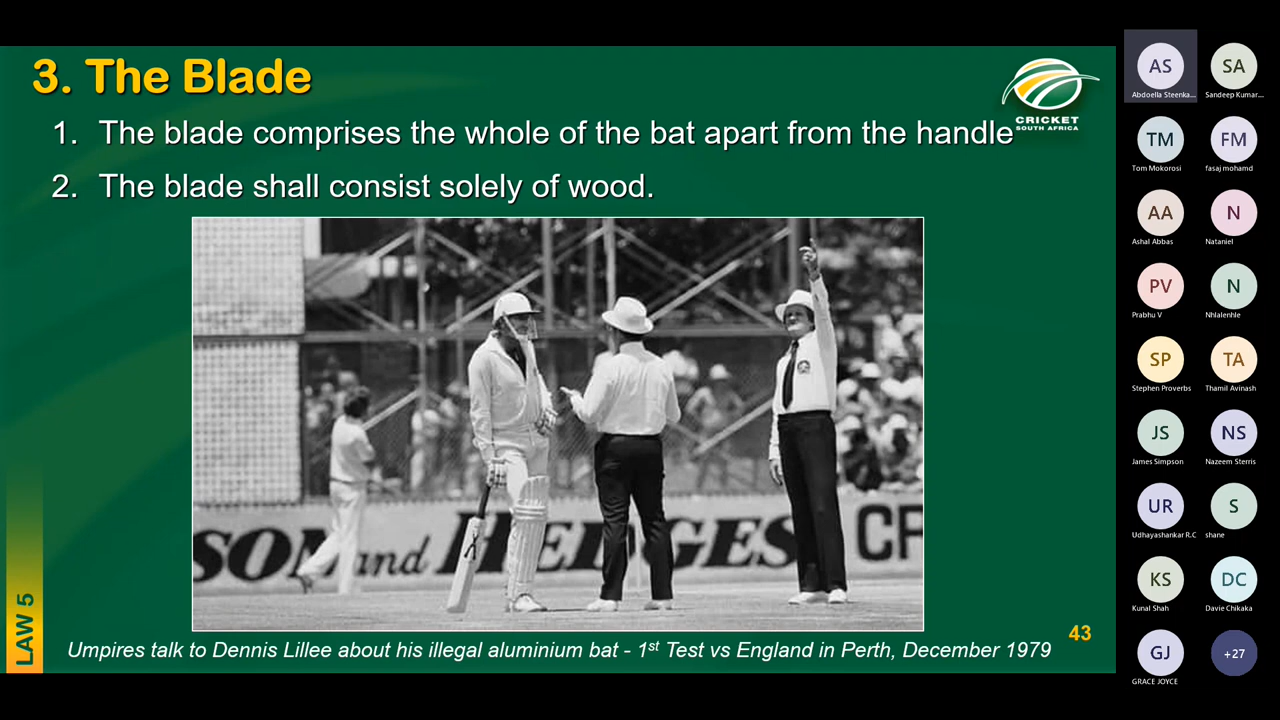 3. The Blade
CRICKET
SOUTH AFRICA
1. The blade comprises the whole of the bat apart from the handle
2. The blade shall consist solely of wood.
SON and HEDGES CR
LAW 5
43
Umpires talk to Dennis Lillee about his illegal aluminium bat - 1st Test vs England in Perth, December 1979
AS SA
Abdoella Steenka... Sandeep Kumar...
TM FM
Tom Mokorosi fasaj mohamd
AA N
Ashal Abbas Nataniel
PV N
Prabhu V Nhlalenhle
SP TA
Stephen Proverbs Thamil Avinash
JS NS
James Simpson Nazeem Sterris
UR S
Udhayashankar R.C shane
KS DC
Kunal Shah Davie Chikaka
GJ +27
GRACE JOYCE